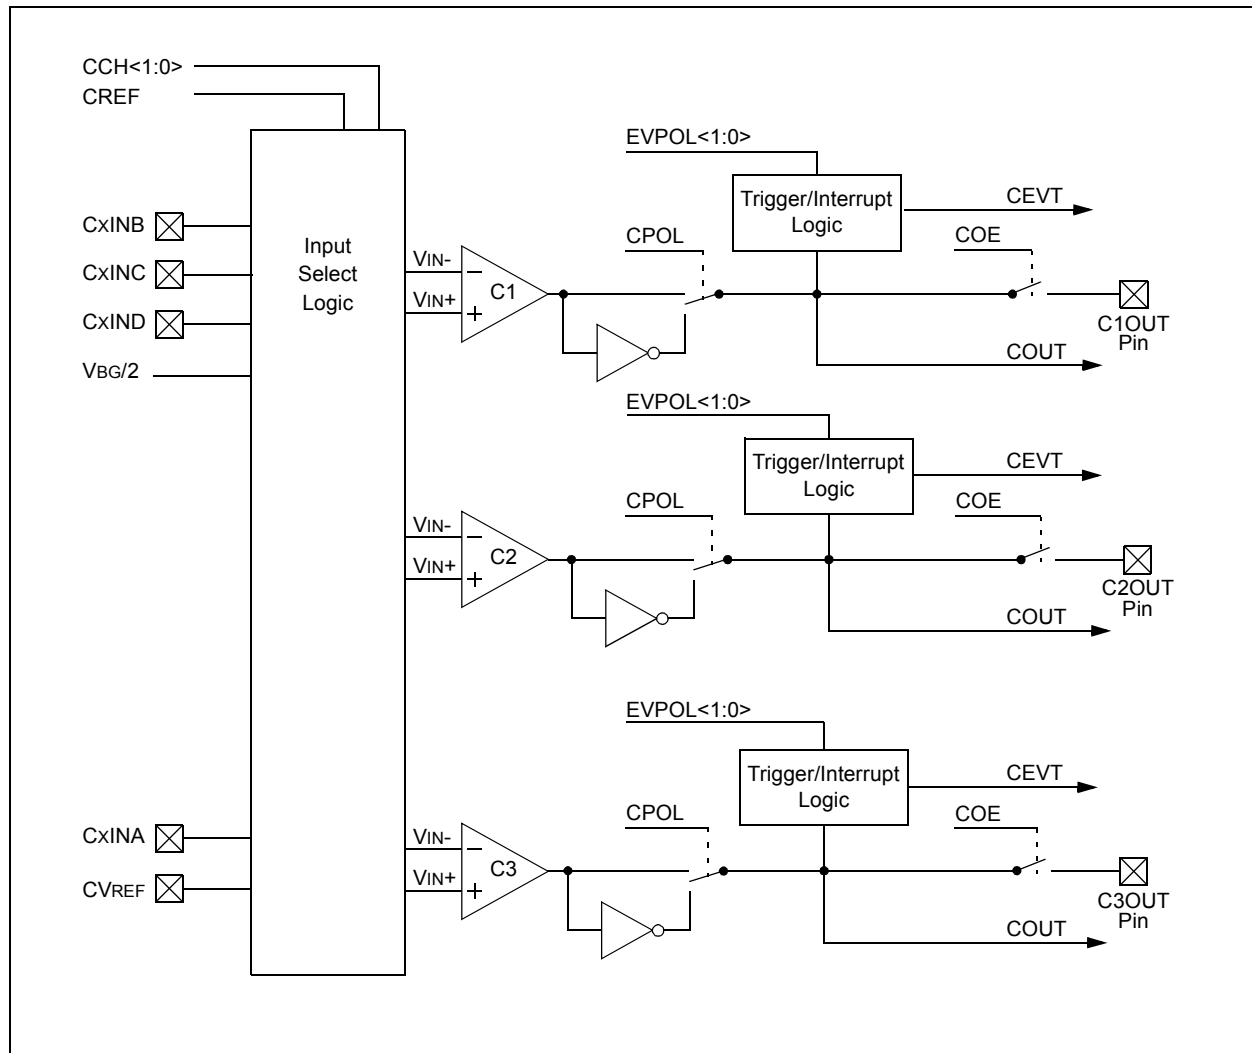 CCH<1:0>
CREF
CxINB
CxINC
CxIND
VBG/2
CxINA
CVREF
Input
Select
Logic
EVPOL<1:0>
Trigger/Interrupt
Logic
CEVT
CPOL
COE
VIN-
VIN+
−
+
C1
C1OUT
Pin
COUT
EVPOL<1:0>
Trigger/Interrupt
Logic
CEVT
CPOL
COE
VIN-
VIN+
−
+
C2
C2OUT
Pin
COUT
EVPOL<1:0>
Trigger/Interrupt
Logic
CEVT
CPOL
COE
VIN-
VIN+
−
+
C3
C3OUT
Pin
COUT